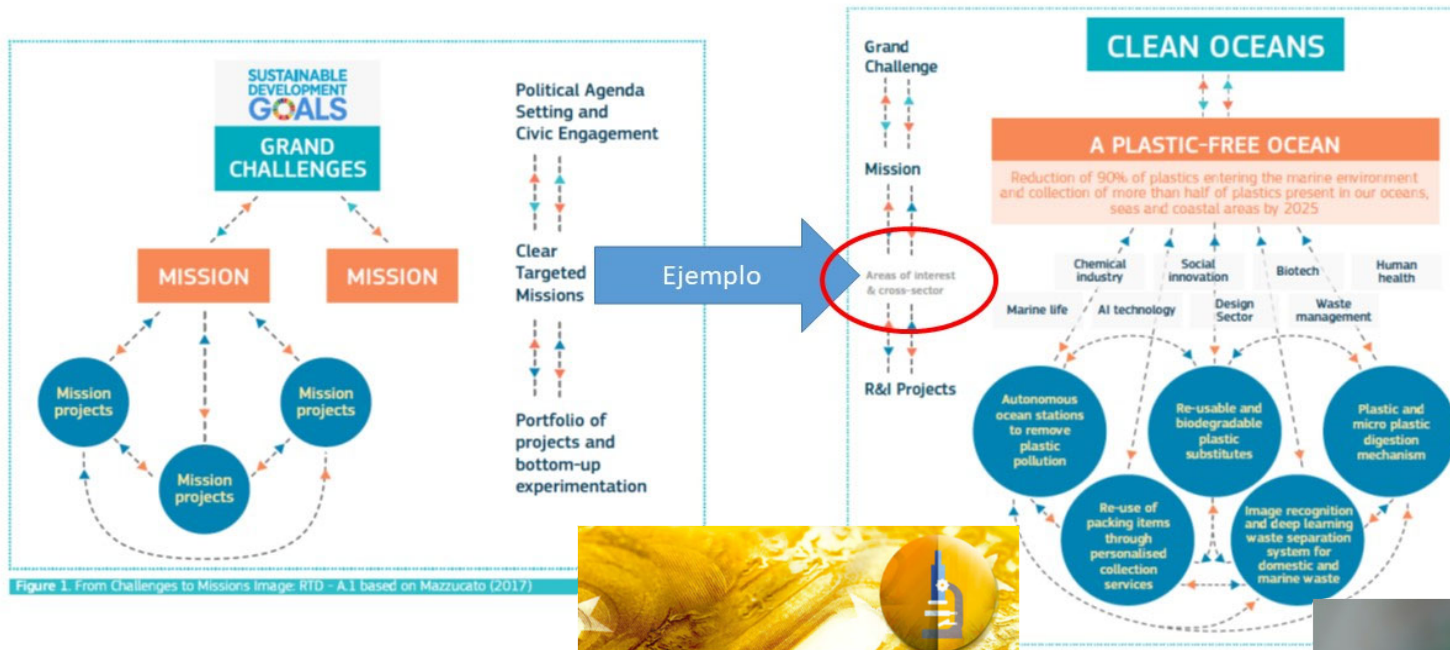 SUSTAINABLE
DEVELOPMENT
GOALS
GRAND
CHALLENGES
MISSION
MISSION
Mission
projects
Mission
projects
Mission
projects
Political Agenda
Setting and
Civic Engagement
Clear
Targeted
Missions
Portfolio of
projects and
bottom-up
experimentation
Figure 1. From Challenges to Missions Image: RTD - A.1 based on Mazzucato (2017)
Ejemplo
Grand
Challenge
Mission
Areas of interest
& cross-sector
R&I Projects
CLEAN OCEANS
A PLASTIC-FREE OCEAN
Reduction of 90% of plastics entering the marine environment
and collection of more than half of plastics present in our oceans,
seas and coastal areas by 2025
Chemical
industry
Social
innovation
Biotech
Human
health
Marine life
AI technology
Design
Sector
Waste
management
Autonomous
ocean stations
to remove
plastic
pollution
Re-usable and
biodegradable
plastic
substitutes
Plastic and
micro plastic
digestion
mechanism
Re-use of
packing items
through
personalised
collection
services
Image recognition
and deep learning
waste separation
system for
domestic and
marine waste